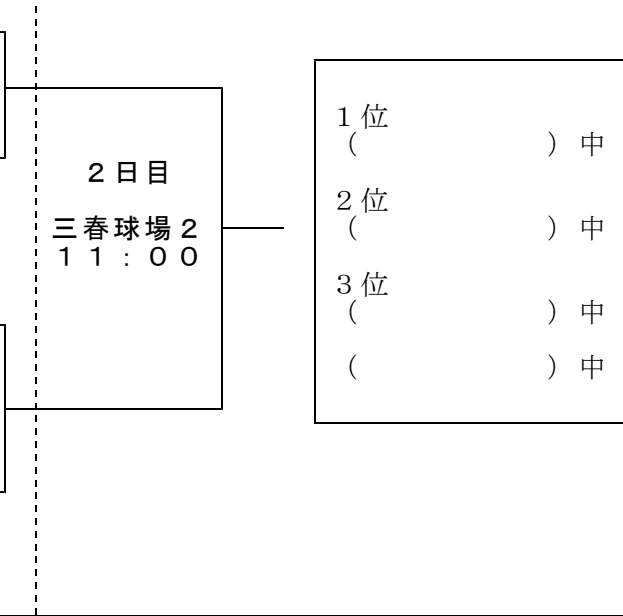 ２日目
三春球場２
１１：００
１位
（　　　　　　　）中
２位
（　　　　　　　）中
３位
（　　　　　　　）中
（　　　　　　　）中